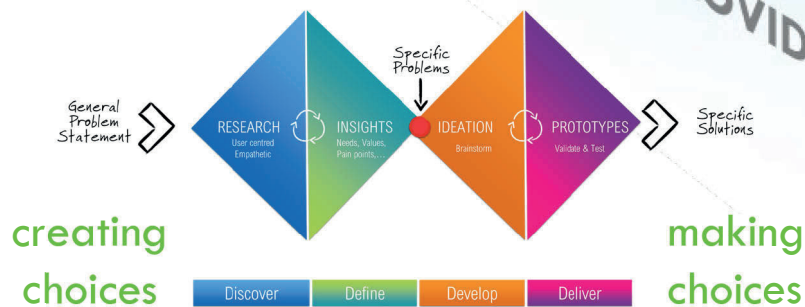 OVID
Specific
Problems
General
Problem
Statement
RESEARCH
User centred
Empathetic
INSIGHTS
Needs, Values,
Pain points,...
IDEATION
Brainstorm
PROTOTYPES
Validate & Test
Specific
Solutions
creating
choices
making
choices
Discover
Define
Develop
Deliver